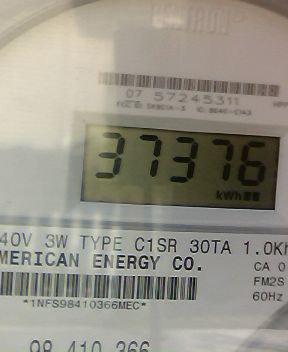 07 57245311
37376
kWh
40V 3W TYPE C1SR 30TA 1.0Kh
MERICAN ENERGY CO.
CA 0
FM2S
60Hz
*1NFS98410366MEC*
98 410 366